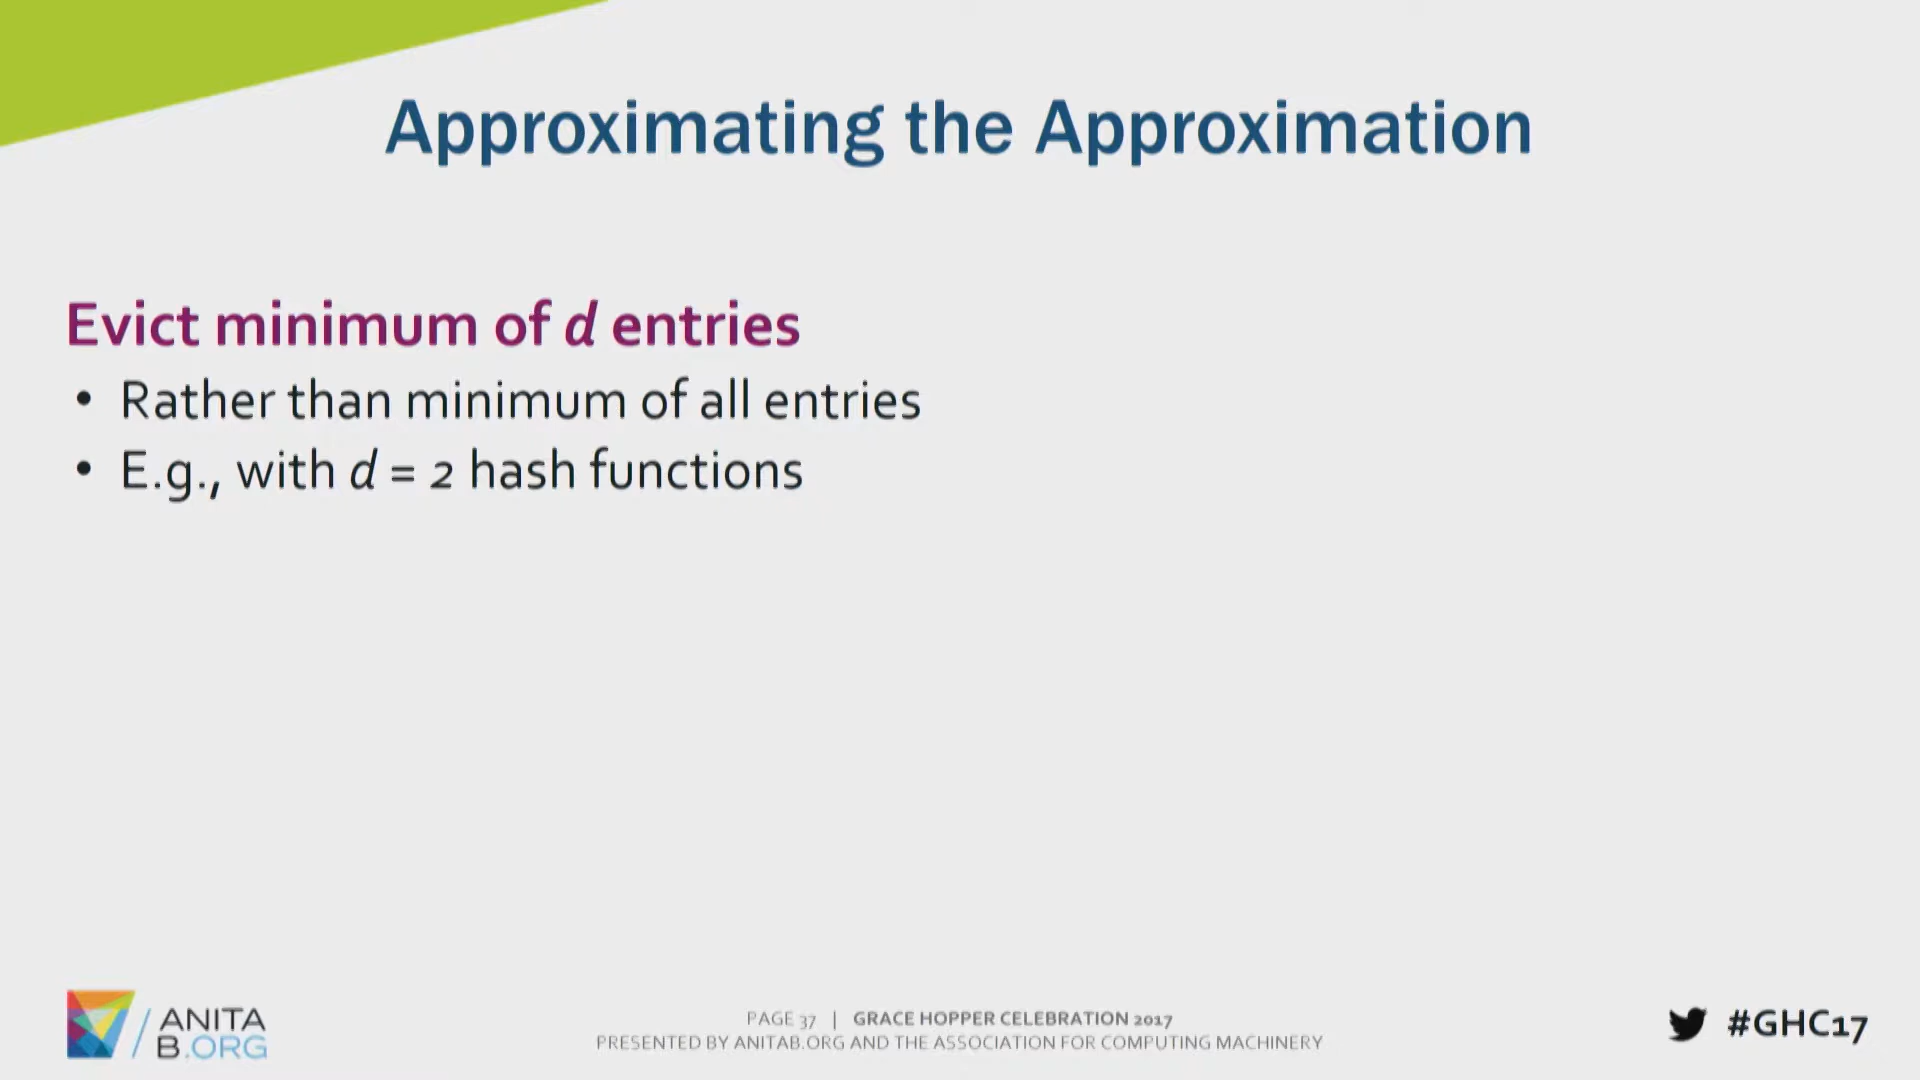 Approximating the Approximation
Evict minimum of d entries
• Rather than minimum of all entries
• E.g., with d = 2 hash functions
ANITA
B.ORG
PAGE 37 | GRACE HOPPER CELEBRATION 2017
PRESENTED BY ANITAB.ORG AND THE ASSOCIATION FOR COMPUTING MACHINERY
#GHC17